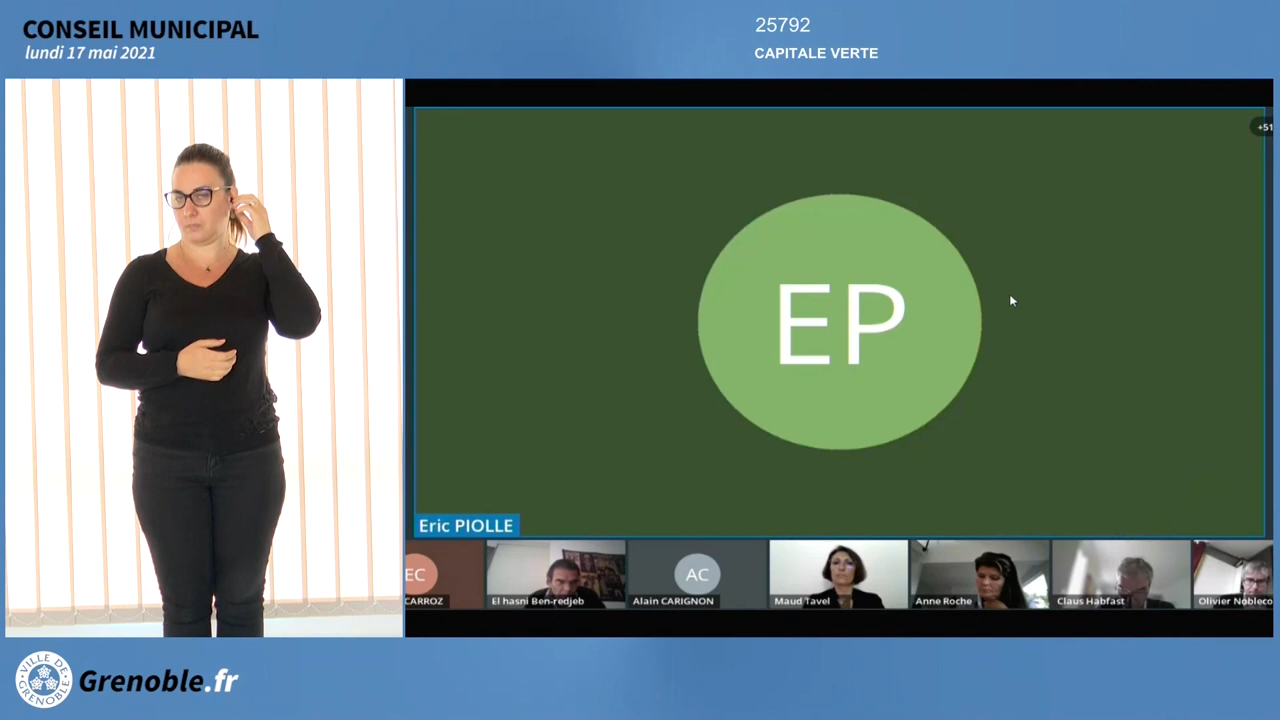 CONSEIL MUNICIPAL
lundi 17 mai 2021
25792
CAPITALE VERTE
+51
EP
Eric PIOLLE
EC
CARROZ
El hasni Ben-redjeb
AC
Alain CARIGNON
Maud Tavel
Anne Roche
Claus Habfast
Olivier Nobleco
VILLE DE GRENOBLE
Grenoble.fr